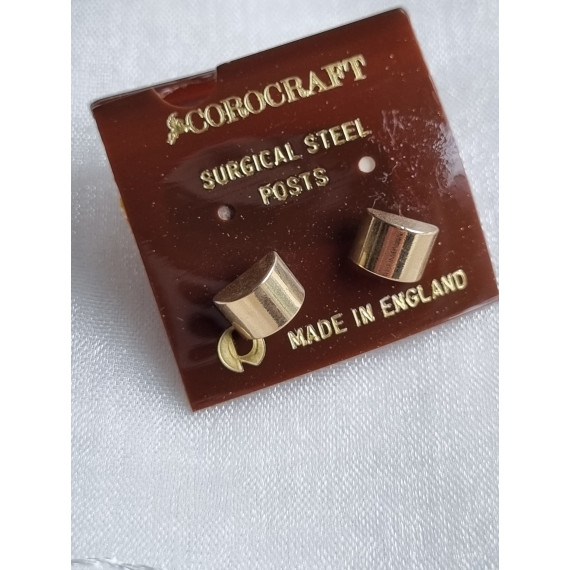 COROCRAFT
SURGICAL STEEL
POSTS
MADE IN ENGLAND